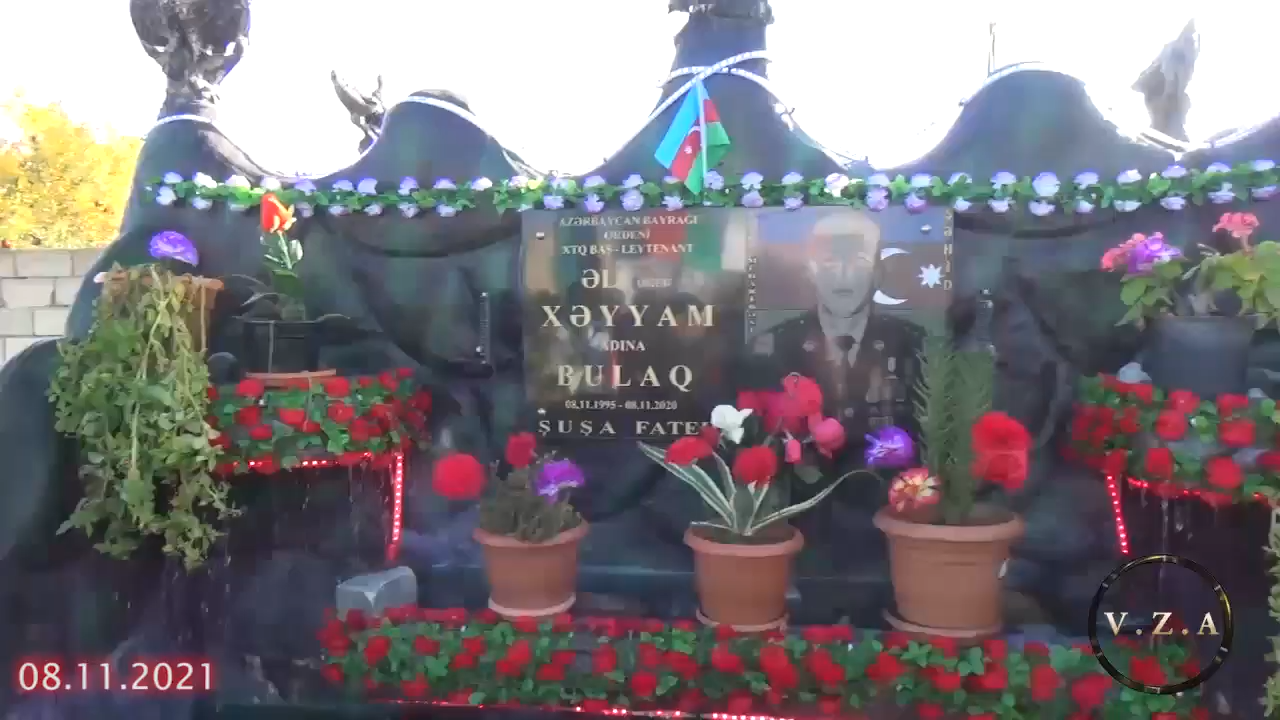 AZƏRBAYCAN BAYRAĞI
ORDENİ
XTQ BAŞ - LEYTENANT
ƏL
XƏYYAM
ADINA
BULAQ
08.11.1995 - 08.11.2020
ŞUŞA
ŞƏHİD
08.11.2021
V.Z.A